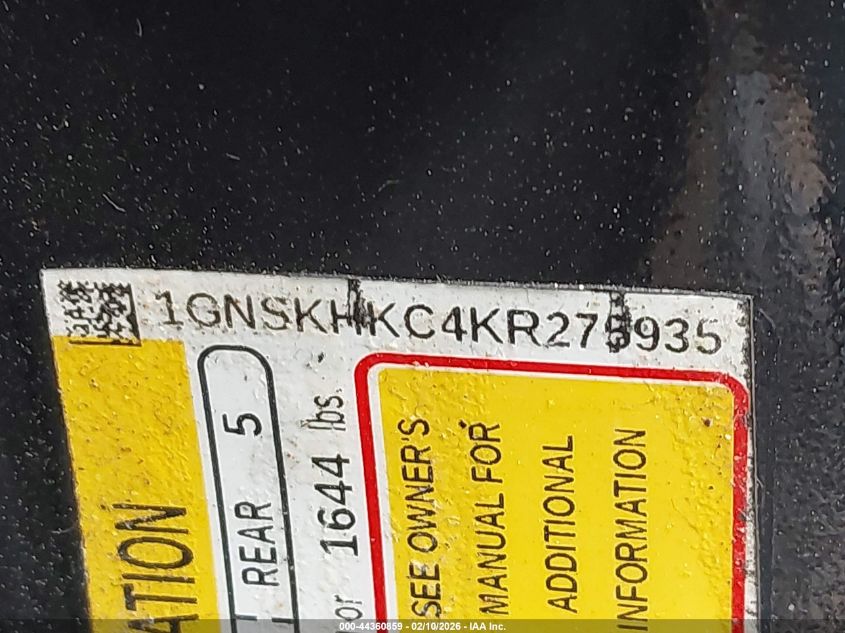 1GNSKHKC4KR275935
ATION
REAR 5
or 1644 lbs.
SEE OWNER'S
MANUAL FOR
ADDITIONAL
INFORMATION
000-44360859 - 02/10/2026 - IAA Inc.